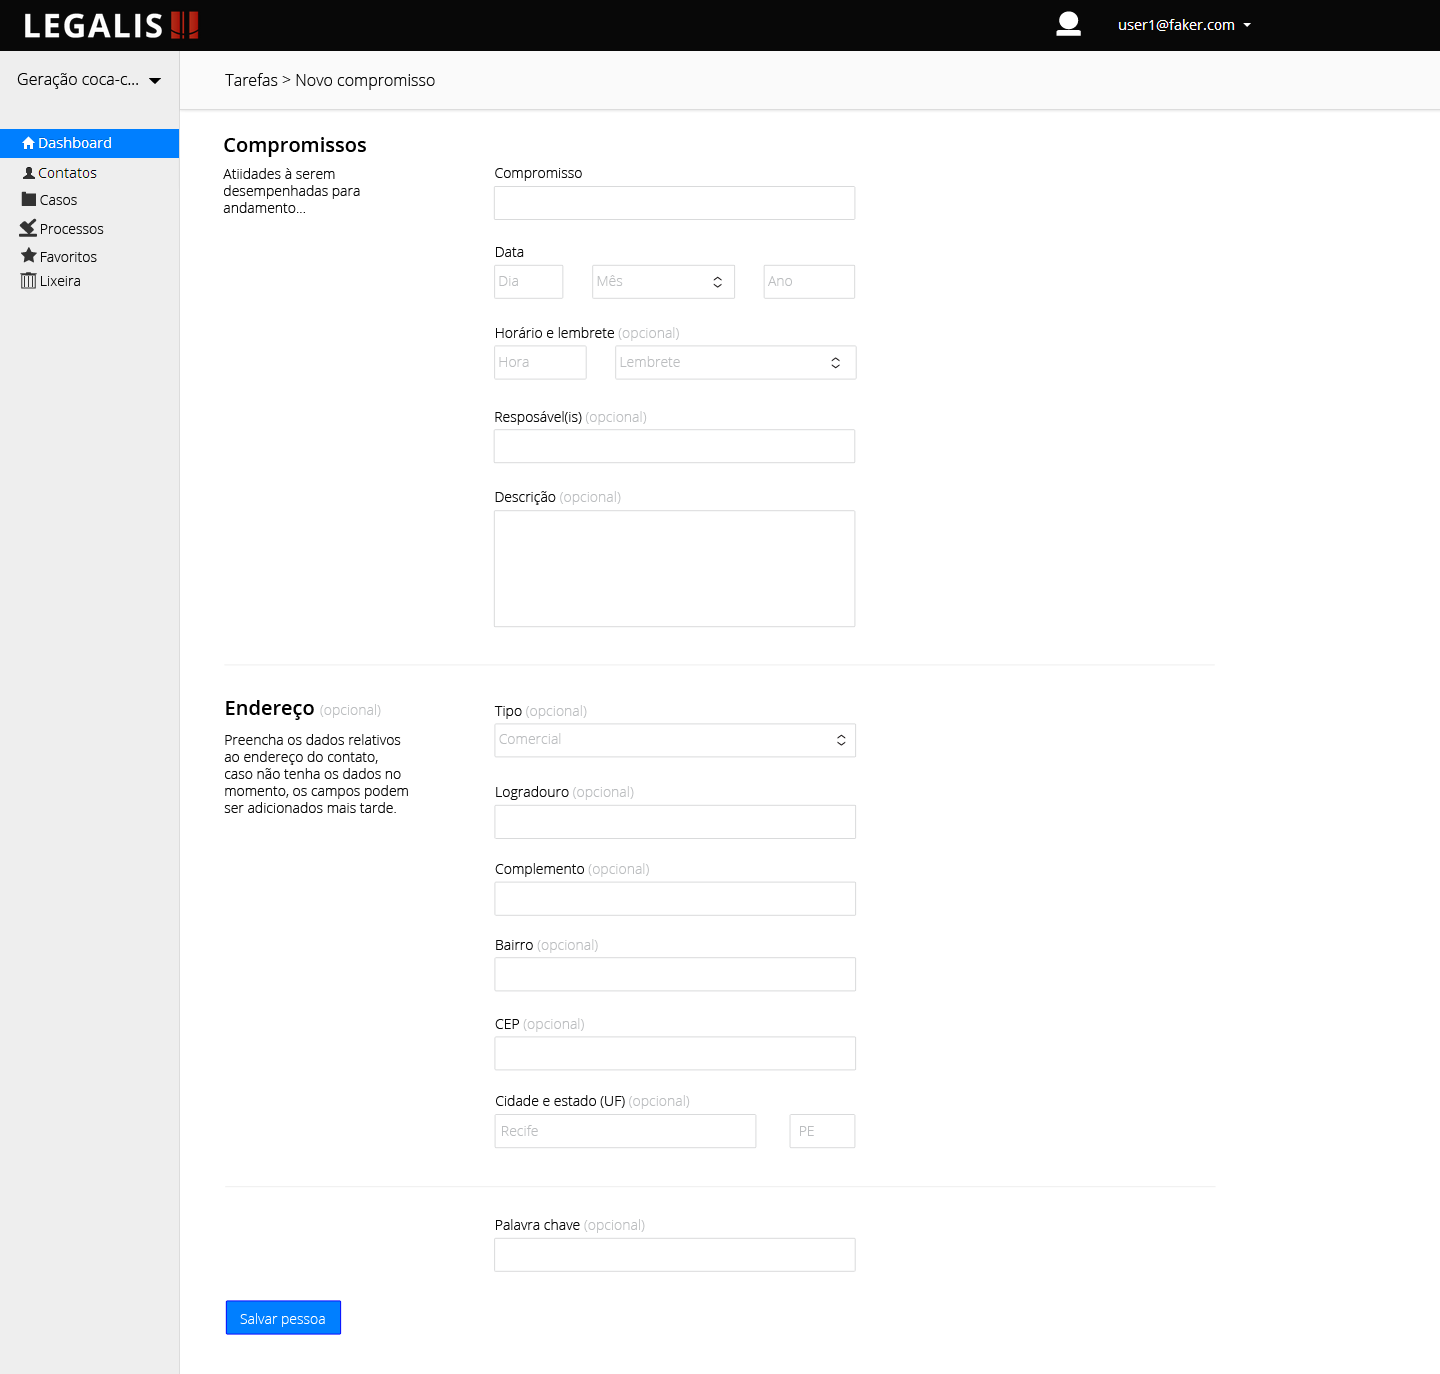 LEGALIS
user1@faker.com
Geração coca-c...
Tarefas > Novo compromisso
Dashboard
Contatos
Casos
Processos
Favoritos
Lixeira
Compromissos
Atiidades à serem
desempenhadas para
andamento...
Compromisso
Data
Dia
Mês
Ano
Horário e lembrete (opcional)
Hora
Lembrete
Resposável(is) (opcional)
Descrição (opcional)
Endereço (opcional)
Preencha os dados relativos
ao endereço do contato,
caso não tenha os dados no
momento, os campos podem
ser adicionados mais tarde.
Tipo (opcional)
Comercial
Logradouro (opcional)
Complemento (opcional)
Bairro (opcional)
CEP (opcional)
Cidade e estado (UF) (opcional)
Recife
PE
Palavra chave (opcional)
Salvar pessoa